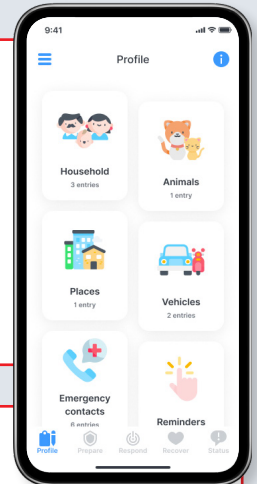 9:41
Profile
Household
3 entries
Animals
1 entry
Places
1 entry
Vehicles
2 entries
Emergency
contacts
6 entries
Reminders
Profile
Prepare
Respond
Recover
Status